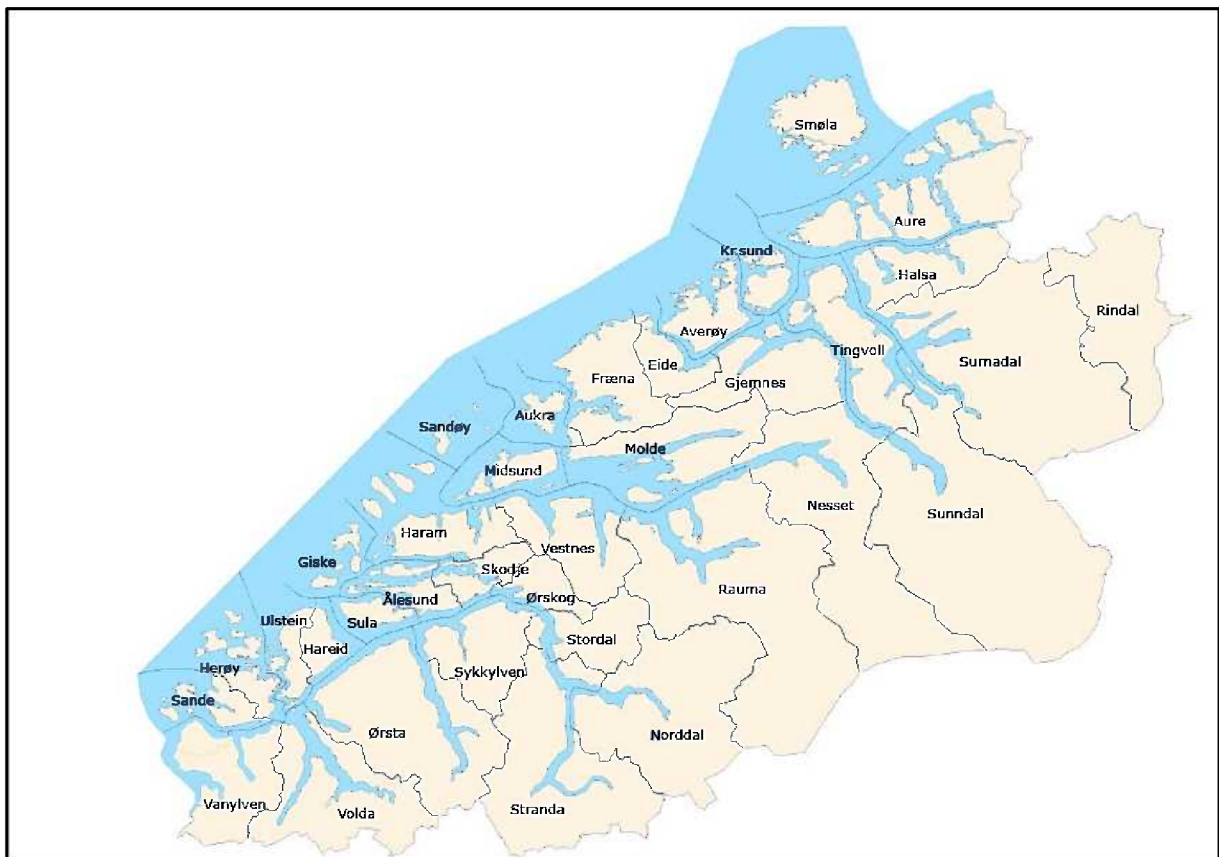 Smøla
Aure
Kr.sund
Halsa
Rindal
Averøy
Tingvoll
Surnadal
Eide
Fræna
Gjemnes
Aukra
Sandøy
Molde
Midsund
Nesset
Sunndal
Haram
Vestnes
Giske
Skodje
Rauma
Ørskog
Ålesund
Ulstein
Sula
Stordal
Hareid
Herøy
Sykkylven
Sande
Ørsta
Norddal
Vanylven
Volda
Stranda